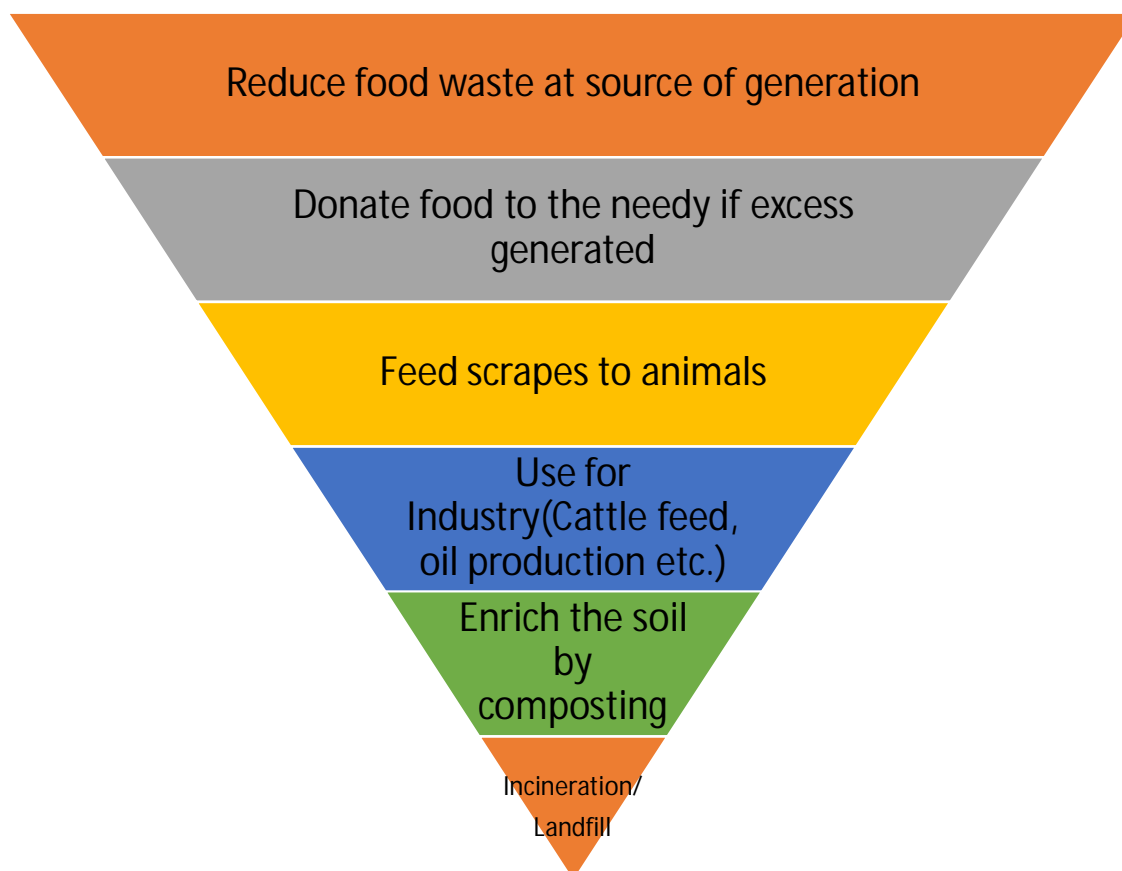 Reduce food waste at source of generation
Donate food to the needy if excess
generated
Feed scrapes to animals
Use for
Industry(Cattle feed,
oil production etc.)
Enrich the soil
by
composting
Incineration/
Landfill